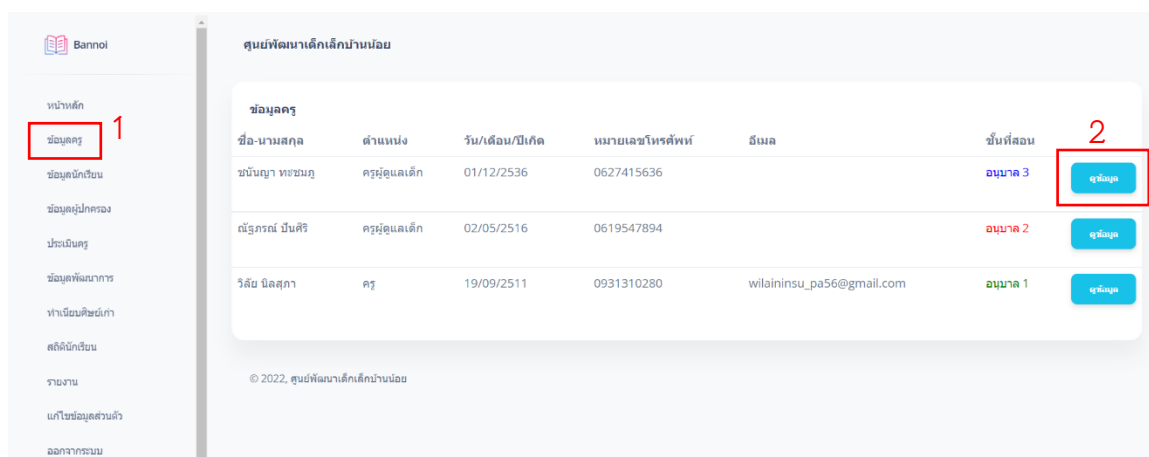 Bannoi
ศูนย์พัฒนาเด็กเล็กบ้านน้อย
หน้าหลัก
ข้อมูลครู
1
ข้อมูลนักเรียน
ข้อมูลผู้ปกครอง
ประเมินครู
ข้อมูลพัฒนาการ
ทำเนียบศิษย์เก่า
สถิตินักเรียน
รายงาน
แก้ไขข้อมูลส่วนตัว
ออกจากระบบ
ข้อมูลครู
ชื่อ-นามสกุล ตำแหน่ง วัน/เดือน/ปีเกิด หมายเลขโทรศัพท์ อีเมล ชั้นที่สอน 2
ชนันญา ทะชมภู ครูผู้ดูแลเด็ก 01/12/2536 0627415636 อนุบาล 3 ดูข้อมูล
ณัฐภรณ์ ปันศิริ ครูผู้ดูแลเด็ก 02/05/2516 0619547894 อนุบาล 2 ดูข้อมูล
วิลัย นิลสุภา ครู 19/09/2511 0931310280 wilaininsu_pa56@gmail.com อนุบาล 1 ดูข้อมูล
© 2022, ศูนย์พัฒนาเด็กเล็กบ้านน้อย